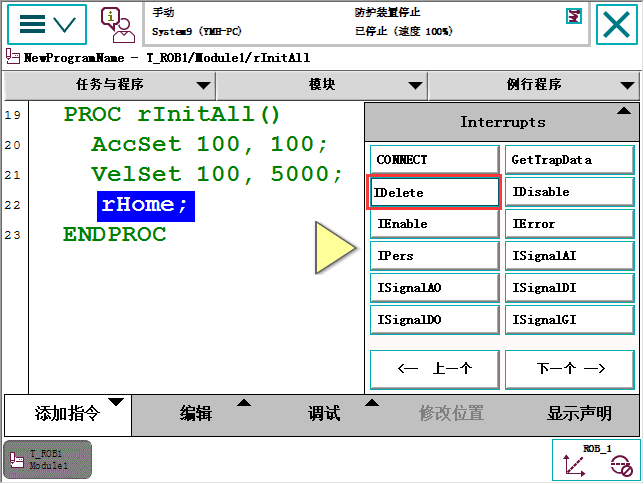 手动
防护装置停止
System9 (YMH-PC)
已停止 (速度 100%)
NewProgramName - T_ROB1/Module1/rInitAll
任务与程序
模块
例行程序
19 PROC rInitAll()
20 AccSet 100, 100;
21 VelSet 100, 5000;
22 rHome;
23 ENDPROC
Interrupts
CONNECT
GetTrapData
IDelete
IDisable
IEnable
IError
IPers
ISignalAI
ISignalAO
ISignalDI
ISignalDO
ISignalGI
<— 上一个
下一个 —>
添加指令
编辑
调试
修改位置
显示声明
T_ROB1
Module1
ROB_1